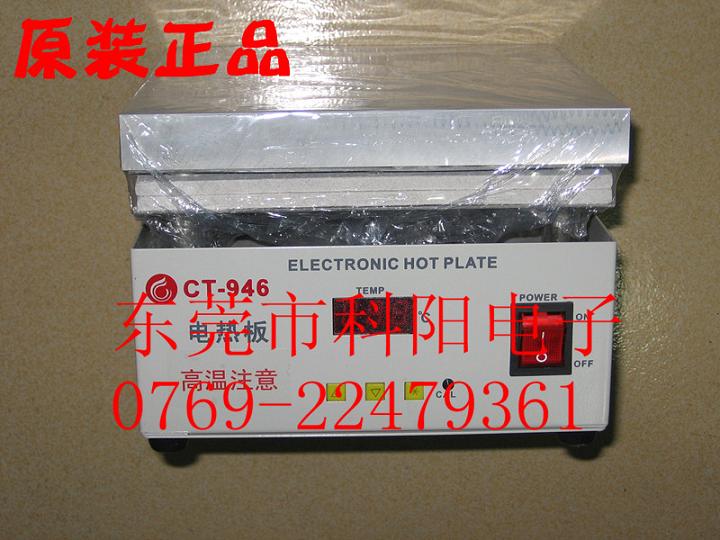 原装正品
ELECTRONIC HOT PLATE
CT-946
TEMP
℃
POWER
ON
OFF
东莞市科阳电子
电热板
高温注意
CAL
0769-22479361